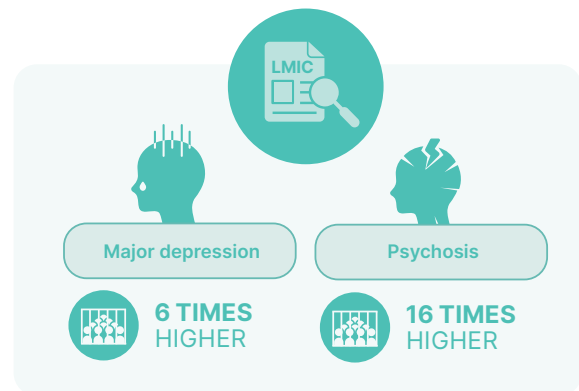 LMIC
Major depression
Psychosis
6 TIMES
HIGHER
16 TIMES
HIGHER